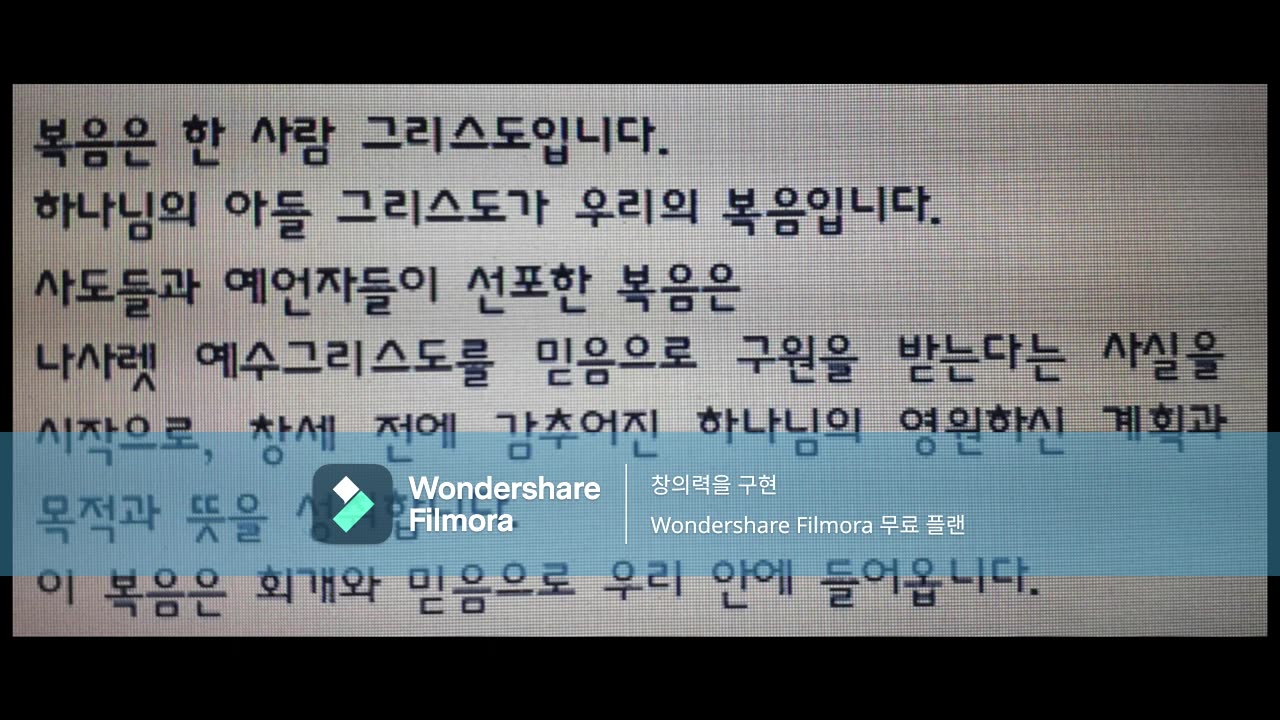 복음은 한 사람 그리스도입니다.
하나님의 아들 그리스도가 우리의 복음입니다.
사도들과 예언자들이 선포한 복음은
나사렛 예수그리스도를 믿음으로 구원을 받는다는 사실을
시작으로, 창세 전에 감추어진 하나님의 영원하신 계획과
목적과 뜻을
Wondershare
Filmora
창의력을 구현
Wondershare Filmora 무료 플랜
이 복음은 회개와 믿음으로 우리 안에 들어옵니다.